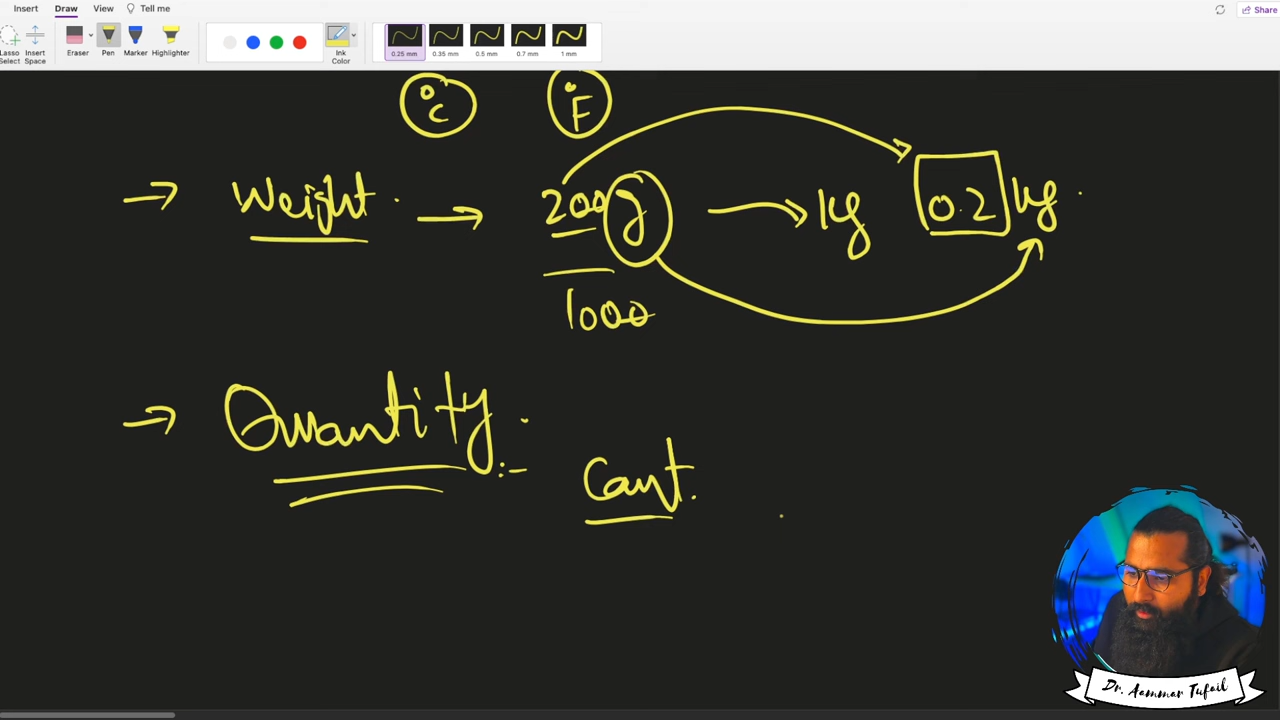 Insert Draw View Tell me
Share
Lasso Select
Insert Space
Eraser
Pen
Marker
Highlighter
Ink Color
0.25 mm
0.35 mm
0.5 mm
0.7 mm
1 mm
°C °F
→ Weight. → 200g → kg 0.2 kg.
1000
→ Quantity. :-
Dr. Aammar Tufail